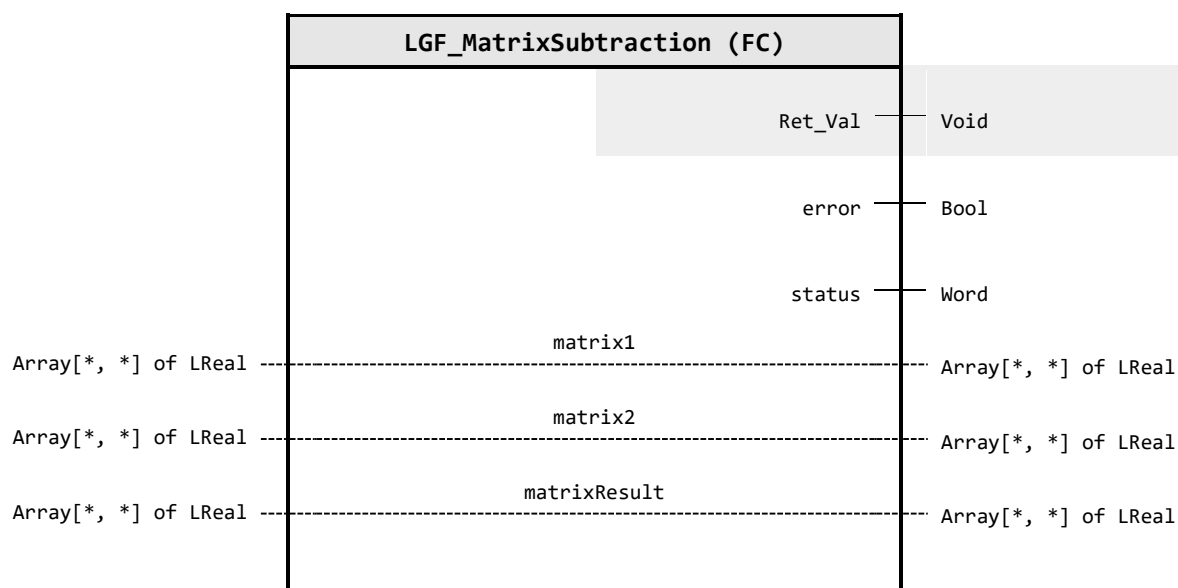 LGF_MatrixSubtraction (FC)
Ret_Val Void
error Bool
status Word
matrix1
Array[*, *] of LReal Array[*, *] of LReal
matrix2
Array[*, *] of LReal Array[*, *] of LReal
matrixResult
Array[*, *] of LReal Array[*, *] of LReal